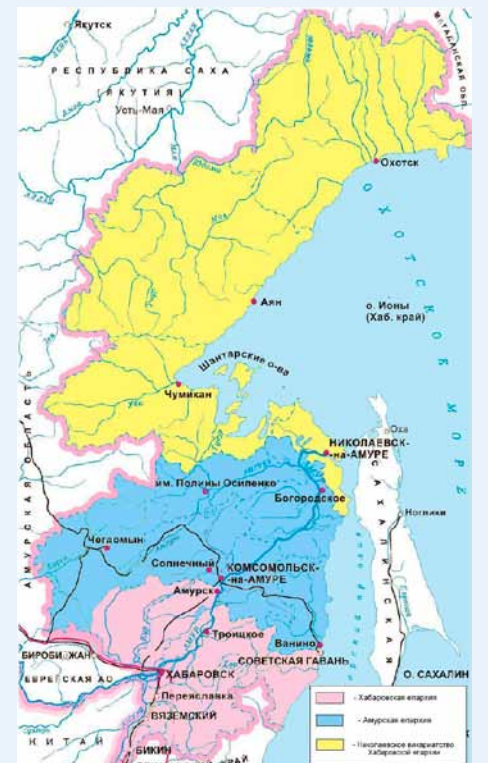 Якутск
РЕСПУБЛИКА САХА
(ЯКУТИЯ)
Усть-Мая
МАГАДАНСКАЯ ОБЛ.
Охотск
ОХОТСКОЕ МОРЕ
Аян
о. Ионы
(Хаб. край)
Шантарские о-ва
Чумикан
Уда
АМУРСКАЯ ОБЛАСТЬ
Оха
НИКОЛАЕВСК-
-на-АМУРЕ
им. Полины Осипенко
Богородское
Ноглики
САХАЛИНСКАЯ
Чегдомын
Солнечный
КОМСОМОЛЬСК-
-на-АМУРЕ
Амурск
Троицкое
Ванино
СОВЕТСКАЯ ГАВАНЬ
БИРОБИДЖАН
ЕВРЕЙСКАЯ АО
ХАБАРОВСК
О. САХАЛИН
Переяславка
ВЯЗЕМСКИЙ
КИТАЙ
БИКИН
КРАЙ
- Хабаровская епархия
- Амурская епархия
- Николаевское викариатство
Хабаровской епархии